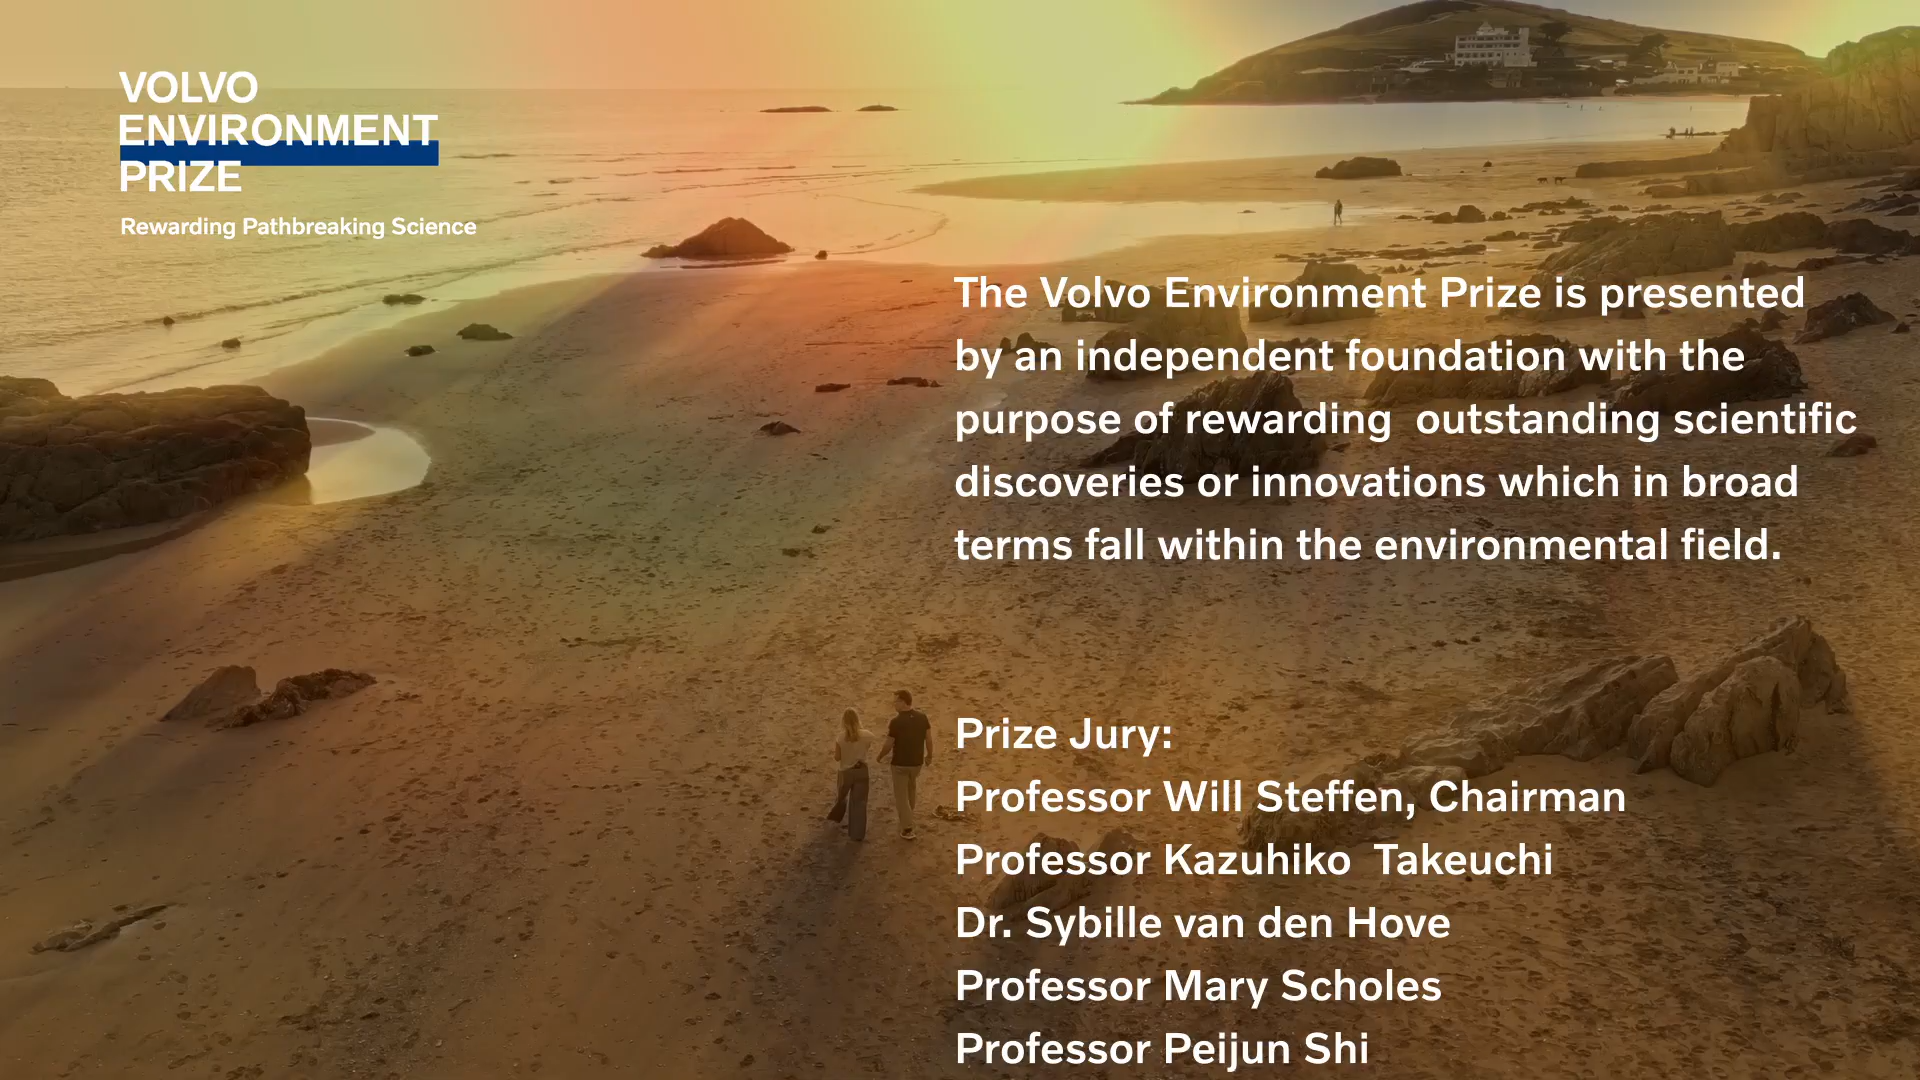 VOLVO
ENVIRONMENT
PRIZE
Rewarding Pathbreaking Science
The Volvo Environment Prize is presented
by an independent foundation with the
purpose of rewarding  outstanding scientific
discoveries or innovations which in broad
terms fall within the environmental field.
Prize Jury:
Professor Will Steffen, Chairman
Professor Kazuhiko  Takeuchi
Dr. Sybille van den Hove
Professor Mary Scholes
Professor Peijun Shi